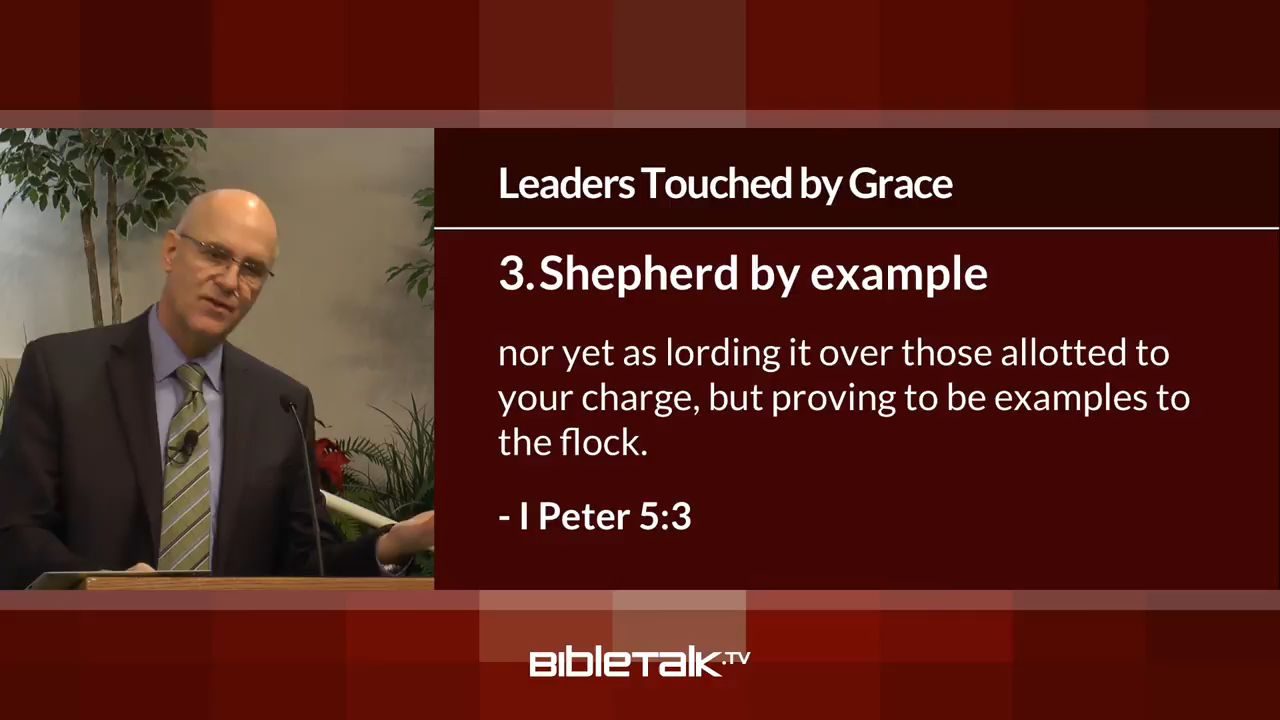 Leaders Touched by Grace
3. Shepherd by example
nor yet as lording it over those allotted to
your charge, but proving to be examples to
the flock.
- I Peter 5:3
BIBLETALK.TV